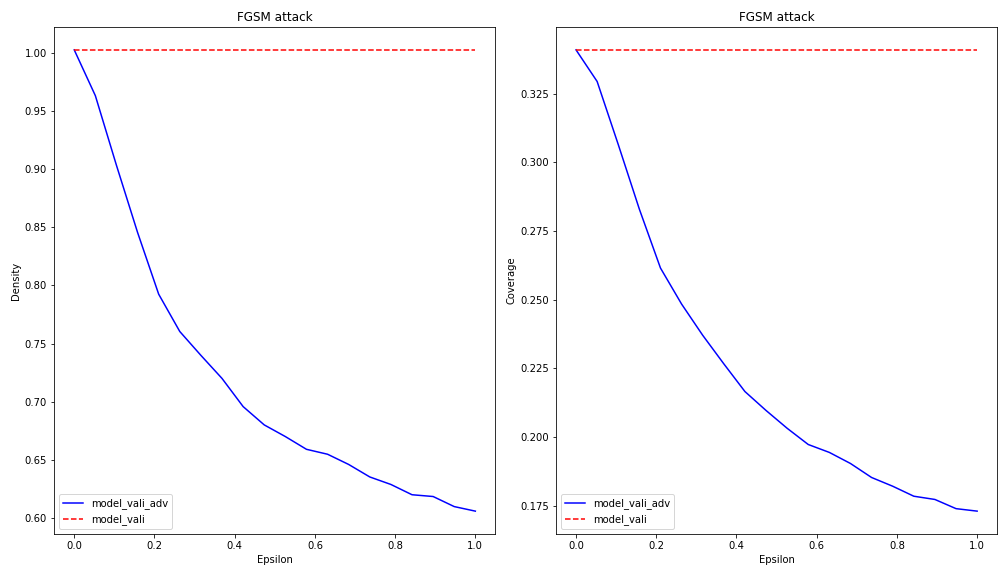 FGSM attack
1.00
0.95
0.90
0.85
0.80
0.75
0.70
0.65
0.60
Density
0.0
0.2
0.4
0.6
0.8
1.0
Epsilon
model_vali_adv
model_vali
FGSM attack
0.325
0.300
0.275
0.250
0.225
0.200
0.175
Coverage
0.0
0.2
0.4
0.6
0.8
1.0
Epsilon
model_vali_adv
model_vali